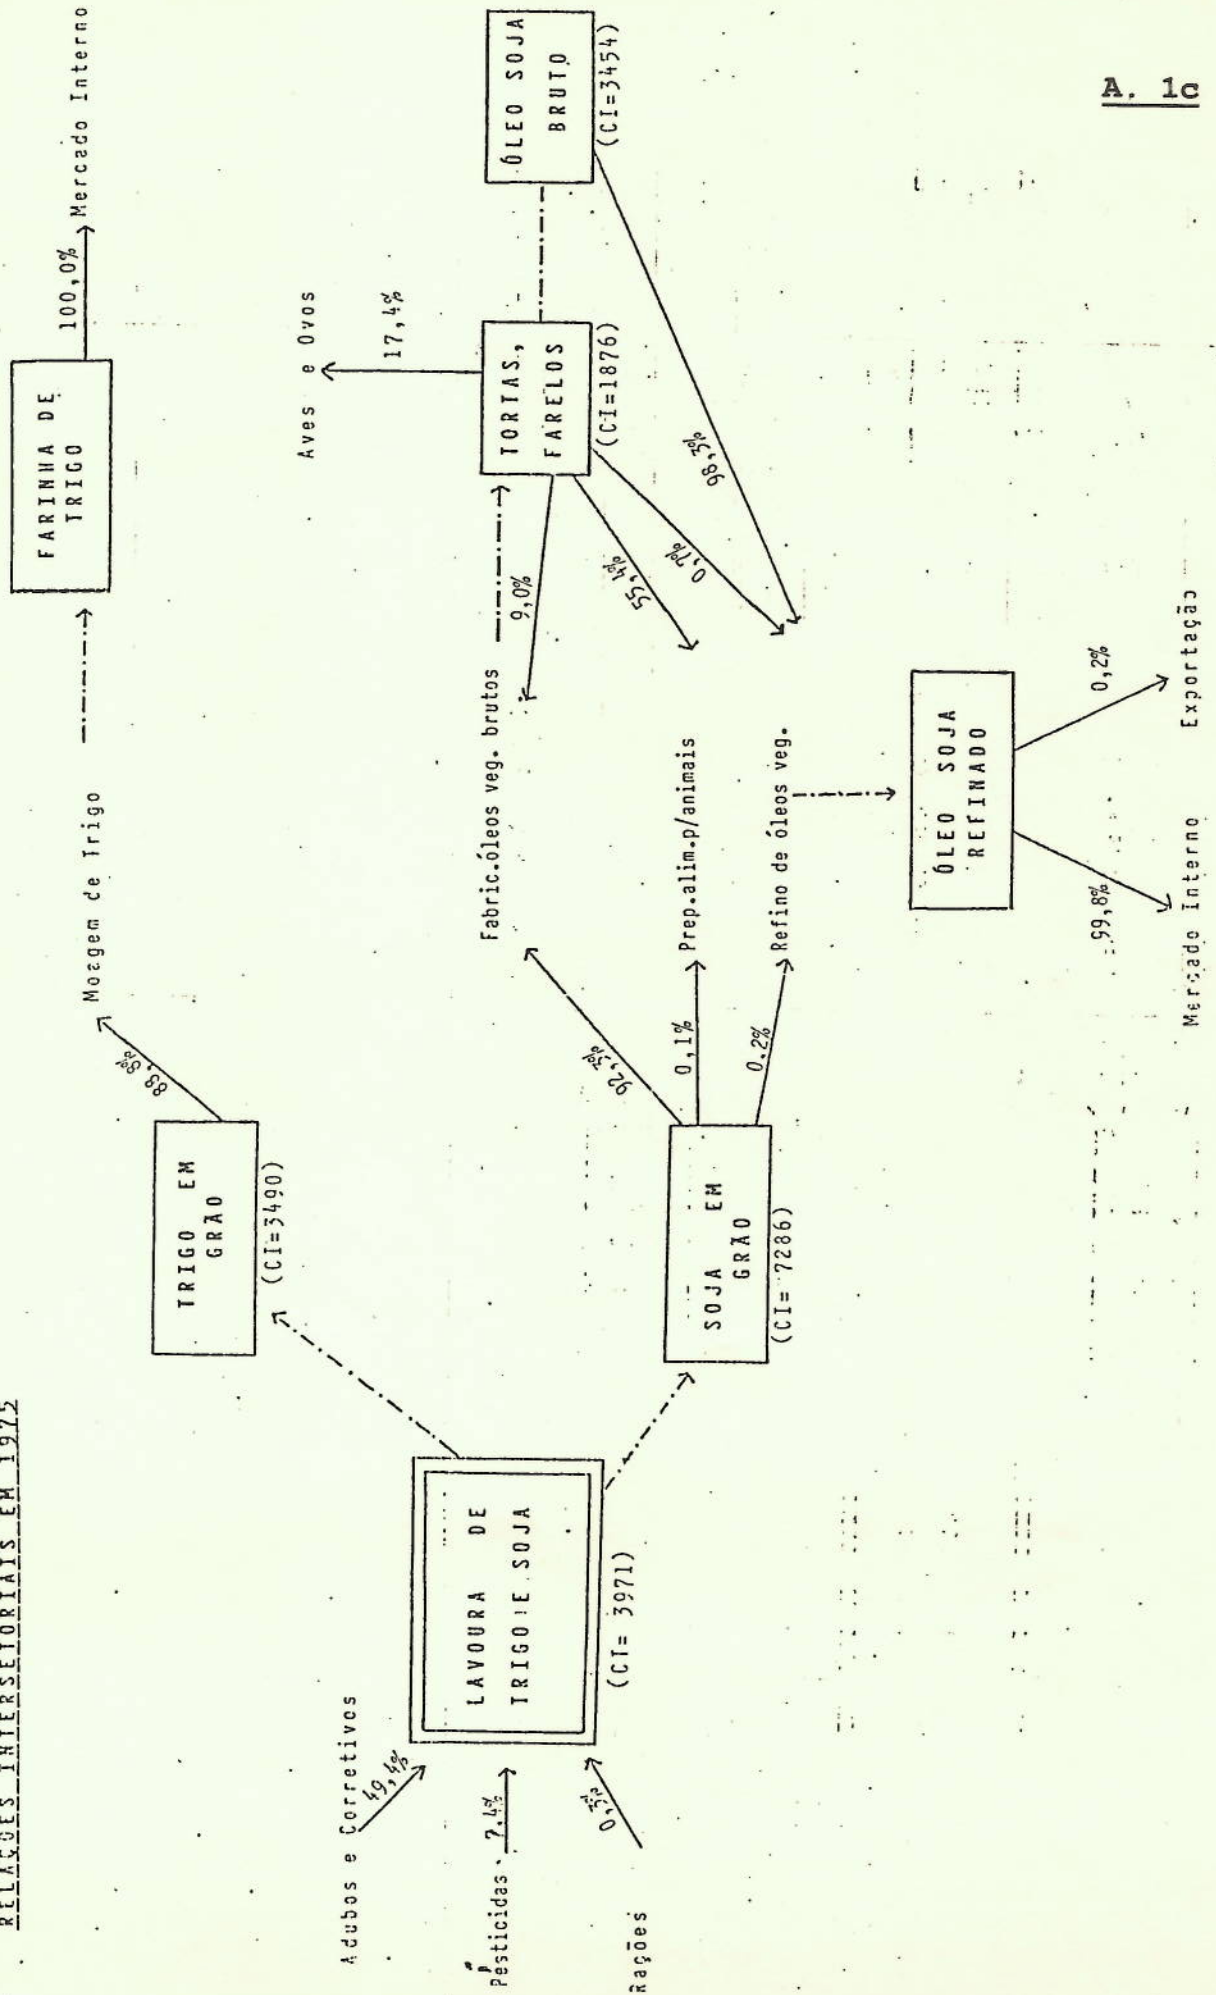 A. 1c
RELAÇÕES INTERSETORIAIS EM 1975
Adubos e Corretivos
49,4%
Pesticidas
7,4%
Rações
0,3%
LAVOURA DE
TRIGO E SOJA
(CI= 3971)
TRIGO EM
GRÃO
(CI=3490)
88,8%
Moagem de Trigo
FARINHA DE
TRIGO
100,0%
Mercado Interno
SOJA EM
GRÃO
(CI= 7286)
92,3%
0,1%
0.2%
Fabric.óleos veg. brutos
Prep.alim.p/animais
Refino de óleos veg.
9,0%
55,4%
0,7%
98,3%
TORTAS,
FARELOS
(CI=1876)
17,4%
Aves e Ovos
ÓLEO SOJA
BRUTO
(CI=3454)
ÓLEO SOJA
REFINADO
99,8%
0,2%
Mercado Interno
Exportação